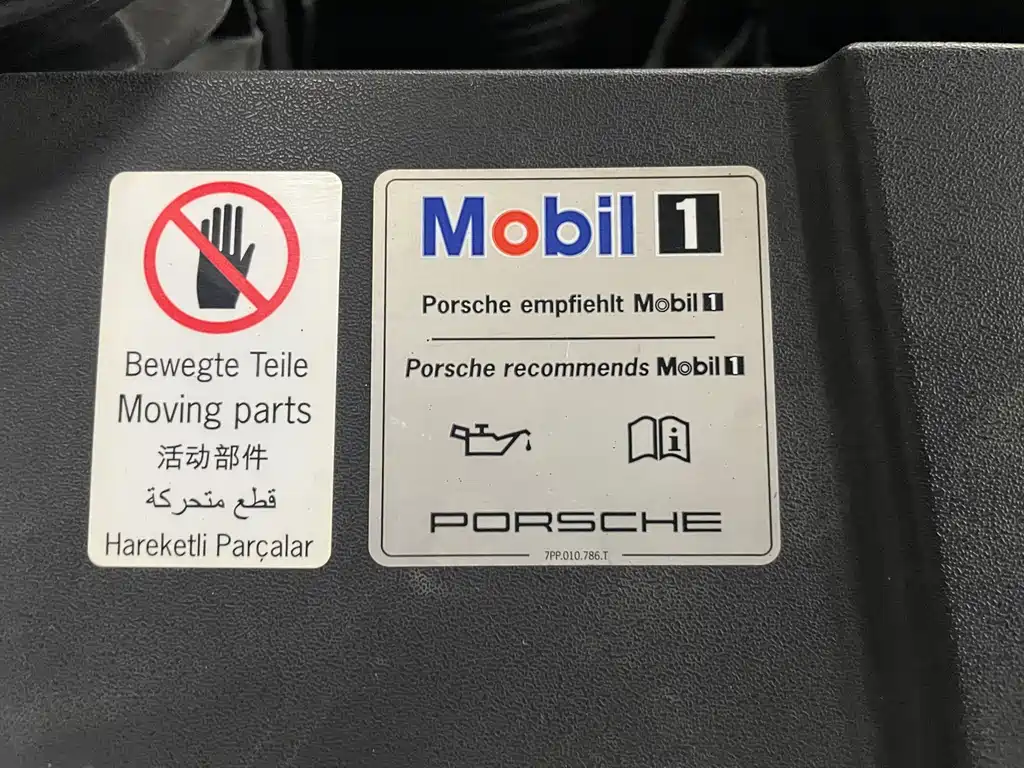 Bewegte Teile
Moving parts
活动部件
قطع متحركة
Hareketli Parçalar
Mobil 1
Porsche empfiehlt Mobil 1
Porsche recommends Mobil 1
i
PORSCHE
7PP.010.786.T